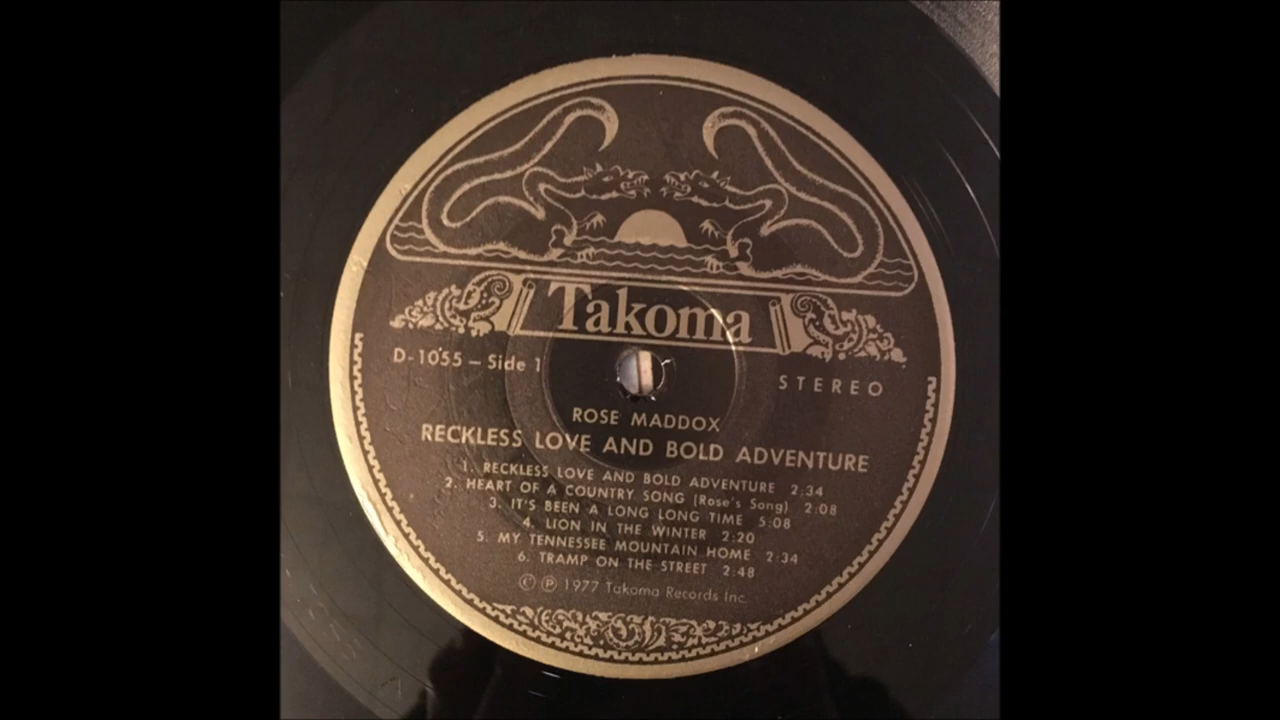 Takoma
D-1055 – Side 1
STEREO
ROSE MADDOX
RECKLESS LOVE AND BOLD ADVENTURE
1. RECKLESS LOVE AND BOLD ADVENTURE 2:34
2. HEART OF A COUNTRY SONG (Rose's Song) 2:08
3. IT'S BEEN A LONG LONG TIME 5:08
4. LION IN THE WINTER 2:20
5. MY TENNESSEE MOUNTAIN HOME 2:34
6. TRAMP ON THE STREET 2:48
© ℗ 1977 Takoma Records Inc.